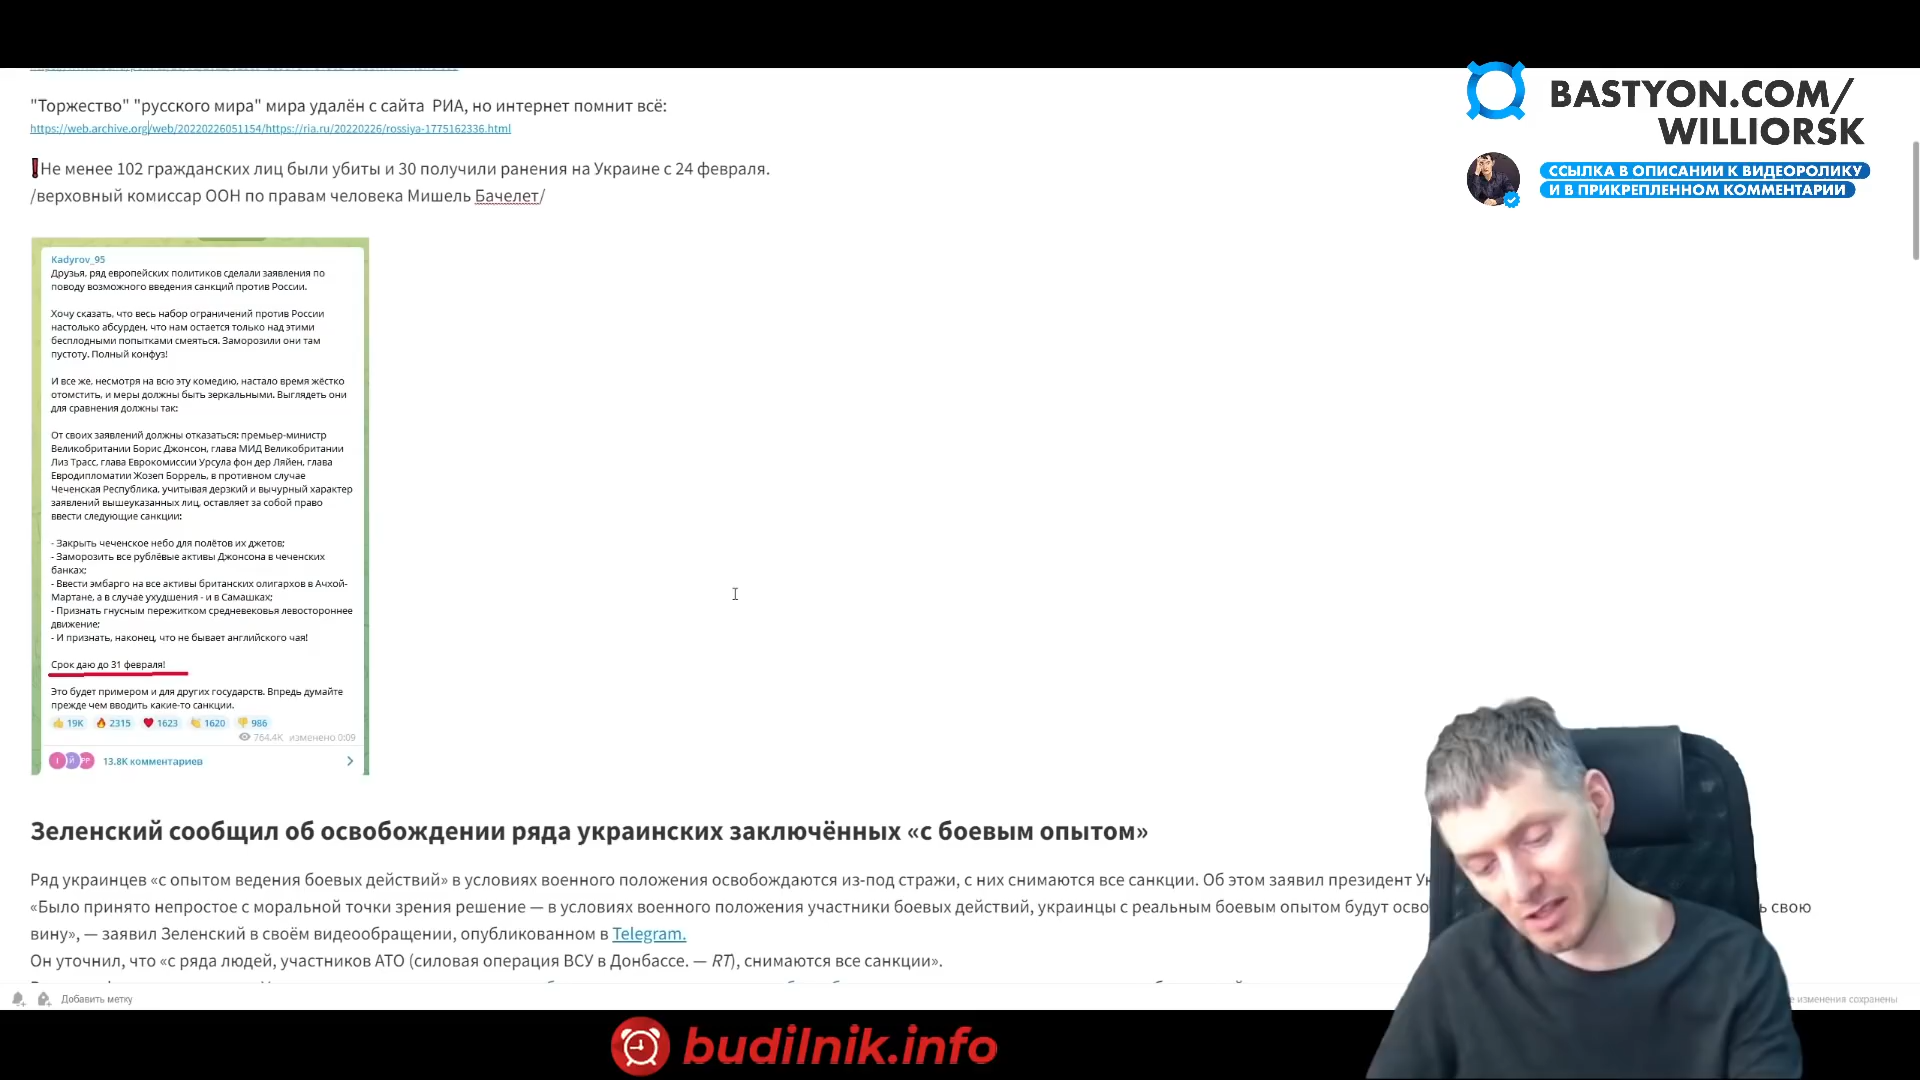 "Торжество" "русского мира" мира удалён с сайта РИА, но интернет помнит всё:
https://web.archive.org/web/20220226051154/https://ria.ru/20220226/rossiya-1775162336.html
❗Не менее 102 гражданских лиц были убиты и 30 получили ранения на Украине с 24 февраля.
/верховный комиссар ООН по правам человека Мишель Бачелет/
Kadyrov_95
Друзья, ряд европейских политиков сделали заявления по
поводу возможного введения санкций против России.
Хочу сказать, что весь набор ограничений против России
настолько абсурден, что нам остается только над этими
бесплодными попытками смеяться. Заморозили они там
пустоту. Полный конфуз!
И все же, несмотря на всю эту комедию, настало время жёстко
отомстить, и меры должны быть зеркальными. Выглядеть они
для сравнения должны так:
От своих заявлений должны отказаться: премьер-министр
Великобритании Борис Джонсон, глава МИД Великобритании
Лиз Трасс, глава Еврокомиссии Урсула фон дер Ляйен, глава
Евродипломатии Жозеп Боррель, в противном случае
Чеченская Республика, учитывая дерзкий и вычурный характер
заявлений вышеуказанных лиц, оставляет за собой право
ввести следующие санкции:
- Закрыть чеченское небо для полётов их джетов;
- Заморозить все рублёвые активы Джонсона в чеченских
банках;
- Ввести эмбарго на все активы британских олигархов в Ачхой-
Мартане, а в случае ухудшения - и в Самашках;
- Признать гнусным пережитком средневековья левостороннее
движение;
- И признать, наконец, что не бывает английского чая!
Срок даю до 31 февраля!
Это будет примером и для других государств. Впредь думайте
прежде чем вводить какие-то санкции.
👍 19K 🔥 2315 ❤ 1623 👏 1620 👎 986
764.4K изменено 0:09
13.8K комментариев
Зеленский сообщил об освобождении ряда украинских заключённых «с боевым опытом»
Ряд украинцев «с опытом ведения боевых действий» в условиях военного положения освобождаются из-под стражи, с них снимаются все санкции. Об этом заявил президент
«Было принято непростое с моральной точки зрения решение — в условиях военного положения участники боевых действий, украинцы с реальным боевым опытом будут свою
вину», — заявил Зеленский в своём видеообращении, опубликованном в Telegram.
Он уточнил, что «с ряда людей, участников АТО (силовая операция ВСУ в Донбассе. — RT), снимаются все санкции».
Добавить метку
изменения сохранены
BASTYON.COM/
WILLIORSK
ССЫЛКА В ОПИСАНИИ К ВИДЕОРОЛИКУ
И В ПРИКРЕПЛЕННОМ КОММЕНТАРИИ
budilnik.info